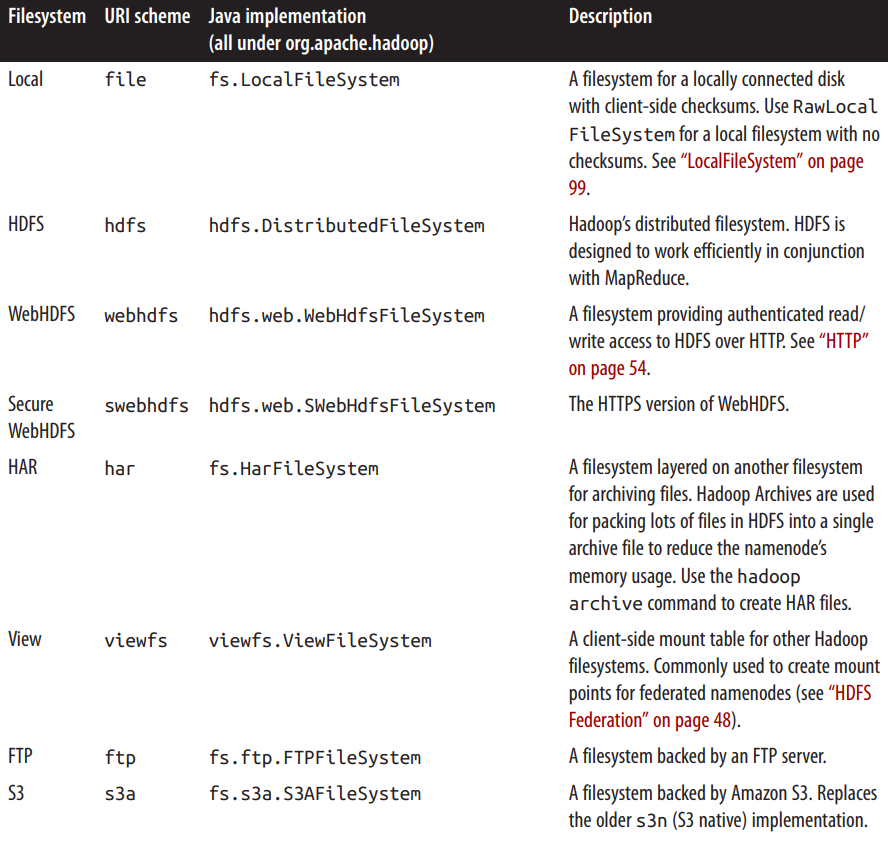 Filesystem URI scheme Java implementation Description
(all under org.apache.hadoop)
Local file fs.LocalFileSystem A filesystem for a locally connected disk
with client-side checksums. Use RawLocal
FileSystem for a local filesystem with no
checksums. See “LocalFileSystem” on page
99.
HDFS hdfs hdfs.DistributedFileSystem Hadoop’s distributed filesystem. HDFS is
designed to work efficiently in conjunction
with MapReduce.
WebHDFS webhdfs hdfs.web.WebHdfsFileSystem A filesystem providing authenticated read/
write access to HDFS over HTTP. See “HTTP”
on page 54.
Secure swebhdfs hdfs.web.SWebHdfsFileSystem The HTTPS version of WebHDFS.
WebHDFS
HAR har fs.HarFileSystem A filesystem layered on another filesystem
for archiving files. Hadoop Archives are used
for packing lots of files in HDFS into a single
archive file to reduce the namenode’s
memory usage. Use the hadoop
archive command to create HAR files.
View viewfs viewfs.ViewFileSystem A client-side mount table for other Hadoop
filesystems. Commonly used to create mount
points for federated namenodes (see “HDFS
Federation” on page 48).
FTP ftp fs.ftp.FTPFileSystem A filesystem backed by an FTP server.
S3 s3a fs.s3a.S3AFileSystem A filesystem backed by Amazon S3. Replaces
the older s3n (S3 native) implementation.